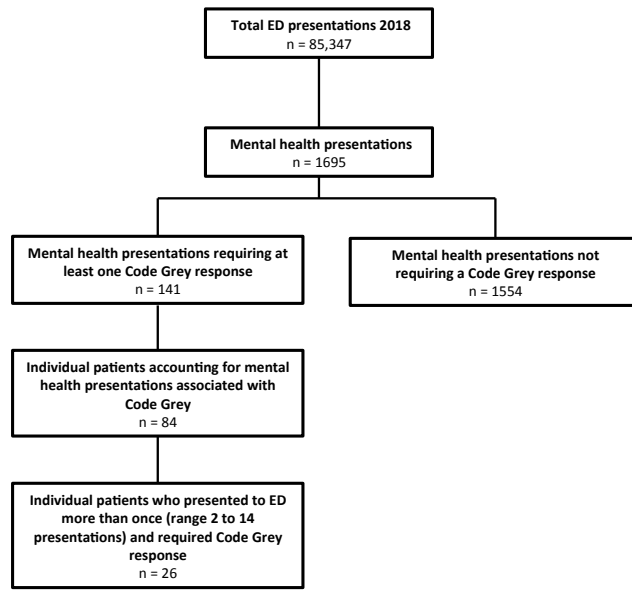 Total ED presentations 2018
n = 85,347
Mental health presentations
n = 1695
Mental health presentations requiring at
least one Code Grey response
n = 141
Mental health presentations not
requiring a Code Grey response
n = 1554
Individual patients accounting for mental
health presentations associated with
Code Grey
n = 84
Individual patients who presented to ED
more than once (range 2 to 14
presentations) and required Code Grey
response
n = 26